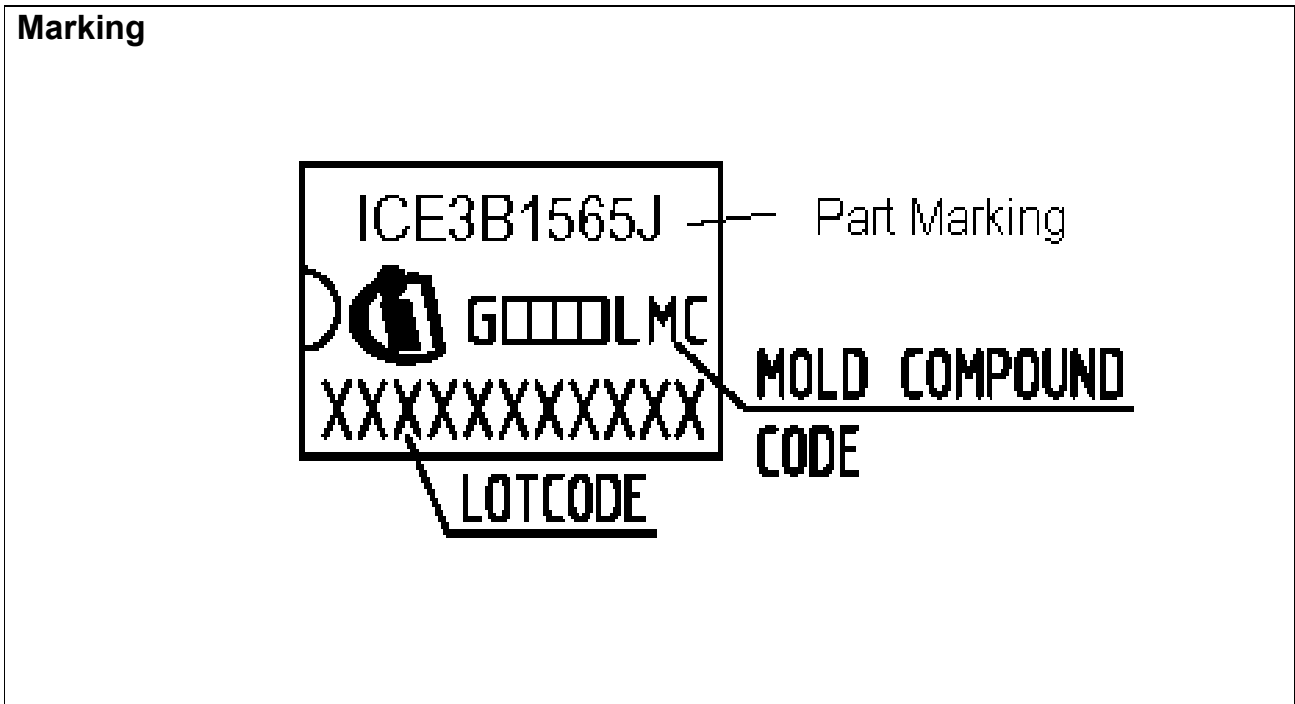 Marking
ICE3B1565J
Part Marking
G□□□□LMC
MOLD COMPOUND
CODE
XXXXXXXXXXX
LOTCODE